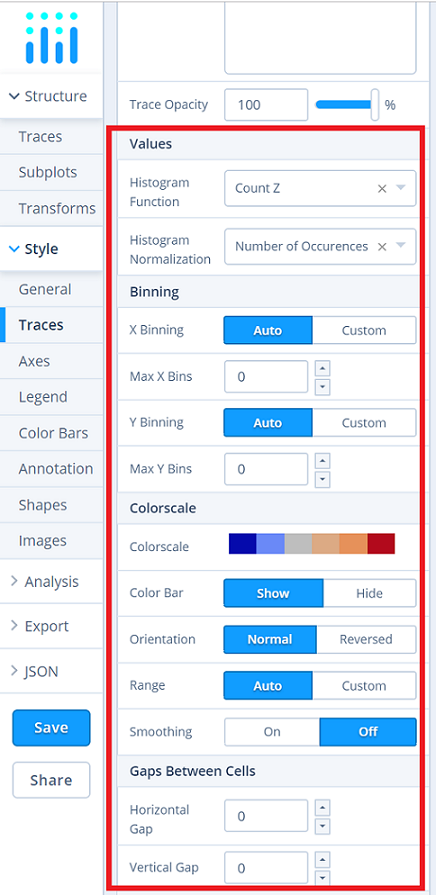 Structure
Traces
Subplots
Transforms
Style
General
Traces
Axes
Legend
Color Bars
Annotation
Shapes
Images
Analysis
Export
JSON
Save
Share
Trace Opacity 100 %
Values
Histogram
Function
Count Z ×
Histogram
Normalization
Number of Occurences ×
Binning
X Binning Auto Custom
Max X Bins 0
Y Binning Auto Custom
Max Y Bins 0
Colorscale
Colorscale
Color Bar Show Hide
Orientation Normal Reversed
Range Auto Custom
Smoothing On Off
Gaps Between Cells
Horizontal
Gap
0
Vertical Gap 0